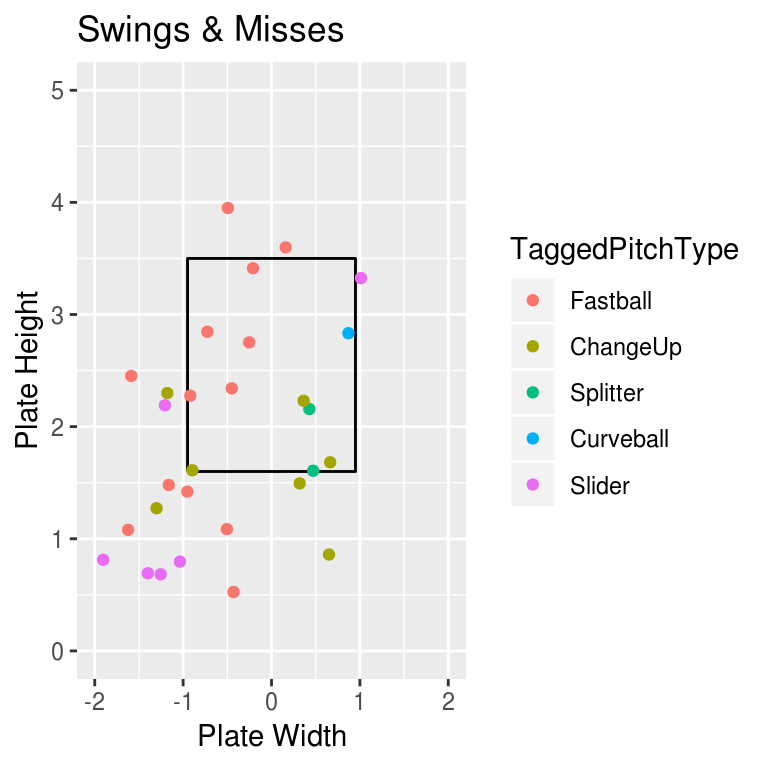 Swings & Misses
5
4
3
2
1
0
Plate Height
-2 -1 0 1 2
Plate Width
TaggedPitchType
Fastball
ChangeUp
Splitter
Curveball
Slider